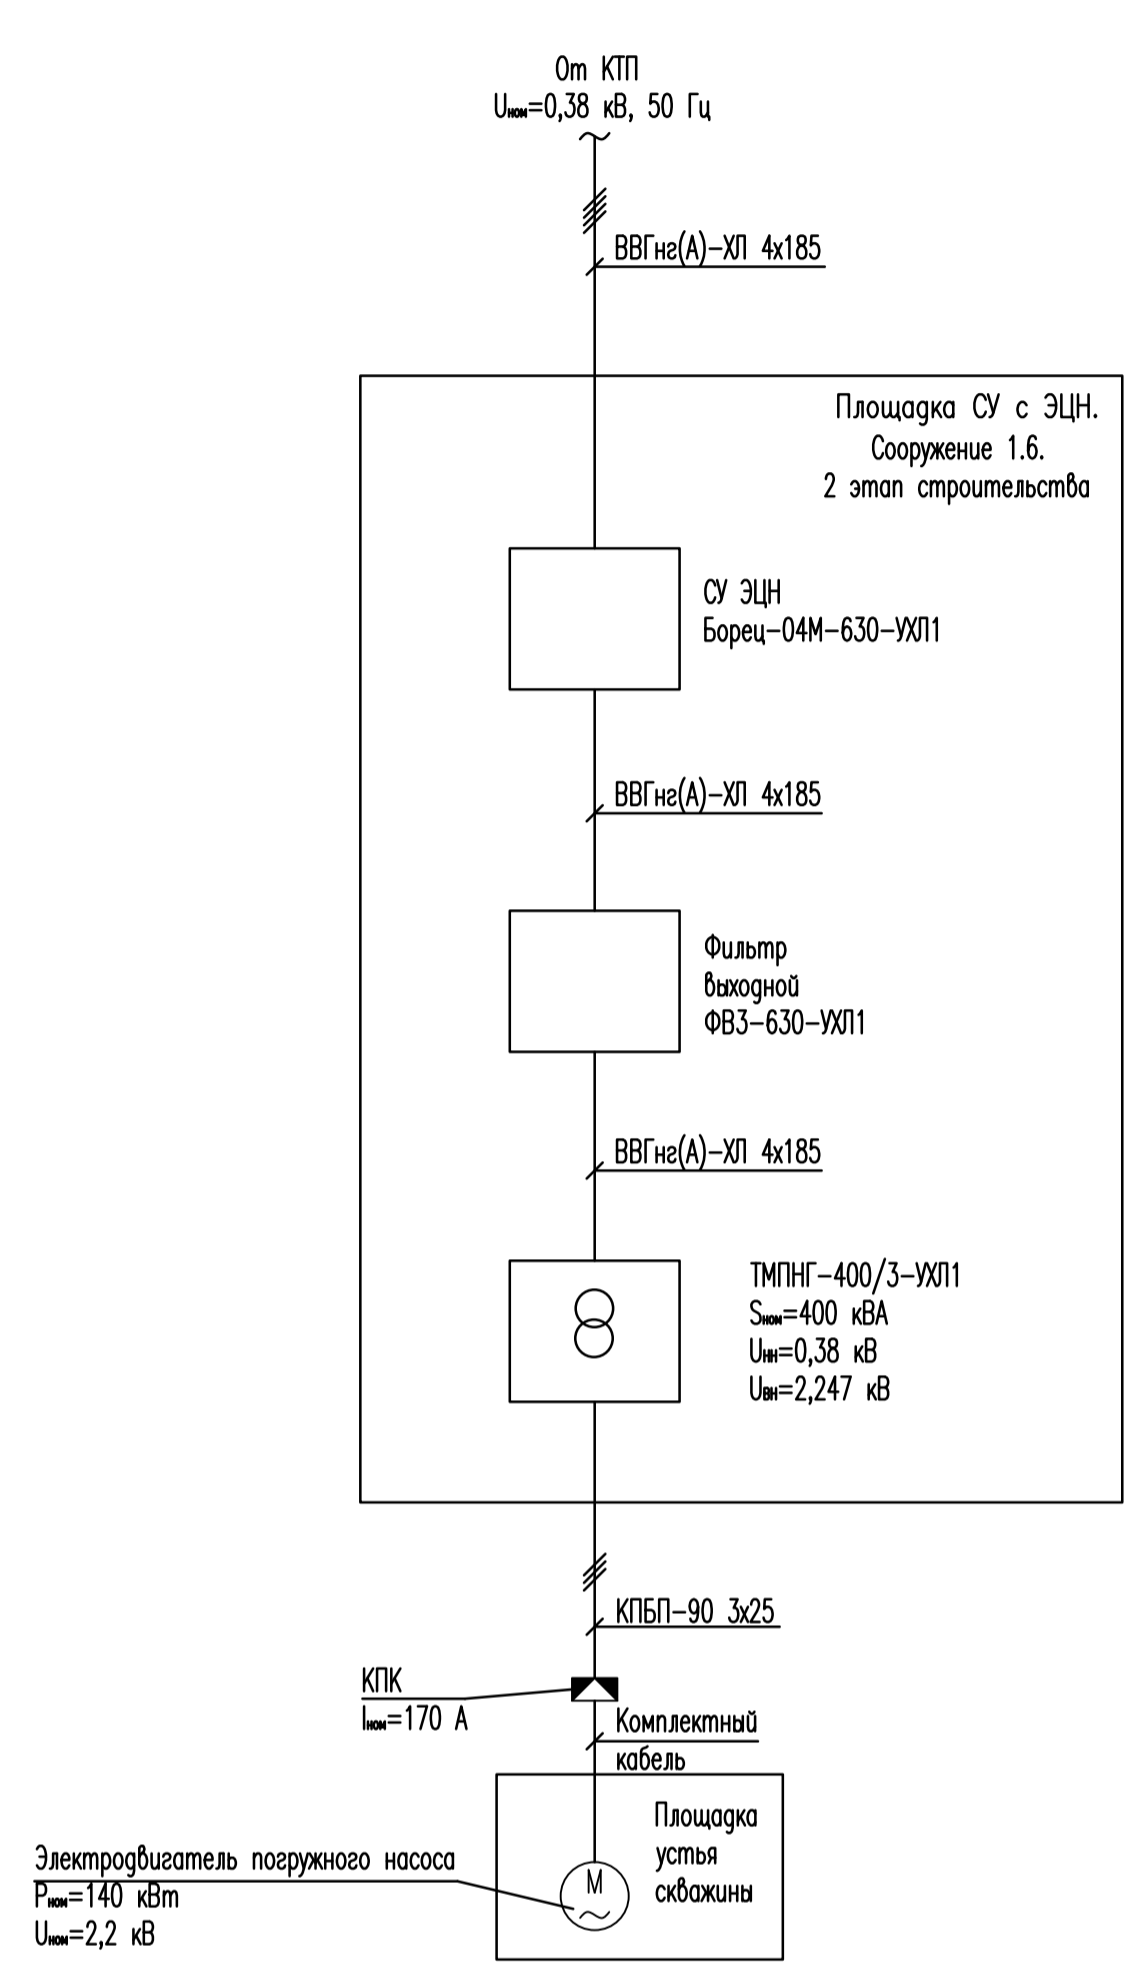 От КТП
Uном=0,38 кВ, 50 Гц
ВВГнг(А)-ХЛ 4х185
Площадка СУ с ЭЦН.
Сооружение 1.6.
2 этап строительства
СУ ЭЦН
Борец-04М-630-УХЛ1
ВВГнг(А)-ХЛ 4х185
Фильтр
выходной
ФВ3-630-УХЛ1
ВВГнг(А)-ХЛ 4х185
ТМПНГ-400/3-УХЛ1
Sном=400 кВА
Uнн=0,38 кВ
Uвн=2,247 кВ
КПБП-90 3х25
КПК
Iном=170 А
Комплектный
кабель
Площадка
устья
скважины
Электродвигатель погружного насоса
Рном=140 кВт
Uном=2,2 кВ
М